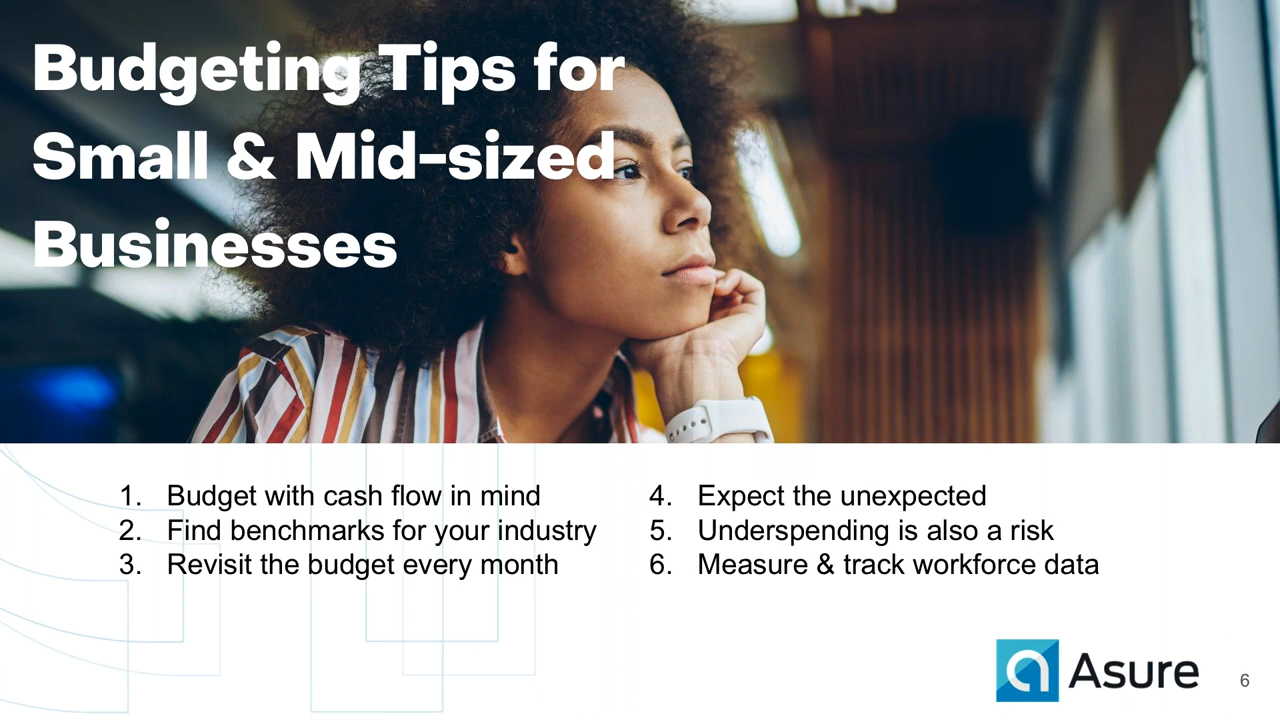 Budgeting Tips for
Small & Mid-sized
Businesses
1. Budget with cash flow in mind
2. Find benchmarks for your industry
3. Revisit the budget every month
4. Expect the unexpected
5. Underspending is also a risk
6. Measure & track workforce data
Asure
6